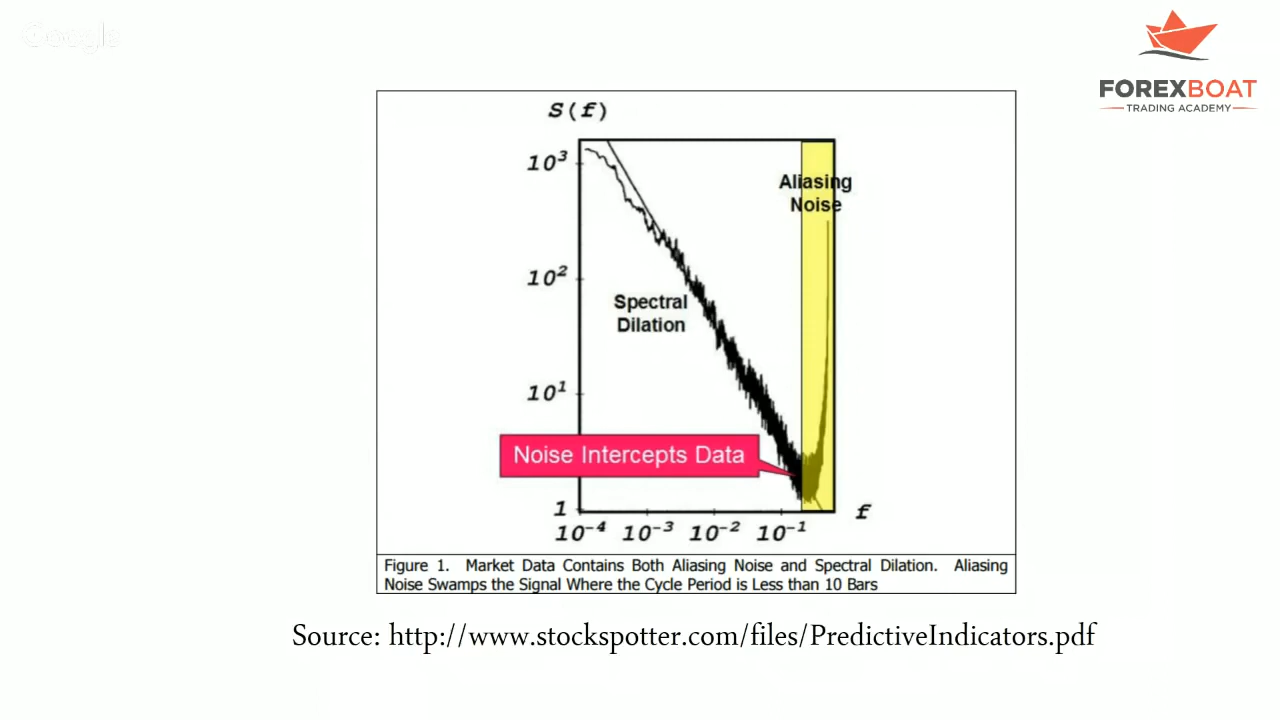 Google
FOREXBOAT
TRADING ACADEMY
S(f)
10³
Aliasing
Noise
10²
Spectral
Dilation
10¹
Noise Intercepts Data
1
f
10⁻⁴ 10⁻³ 10⁻² 10⁻¹
Figure 1. Market Data Contains Both Aliasing Noise and Spectral Dilation. Aliasing
Noise Swamps the Signal Where the Cycle Period is Less than 10 Bars
Source: http://www.stockspotter.com/files/PredictiveIndicators.pdf